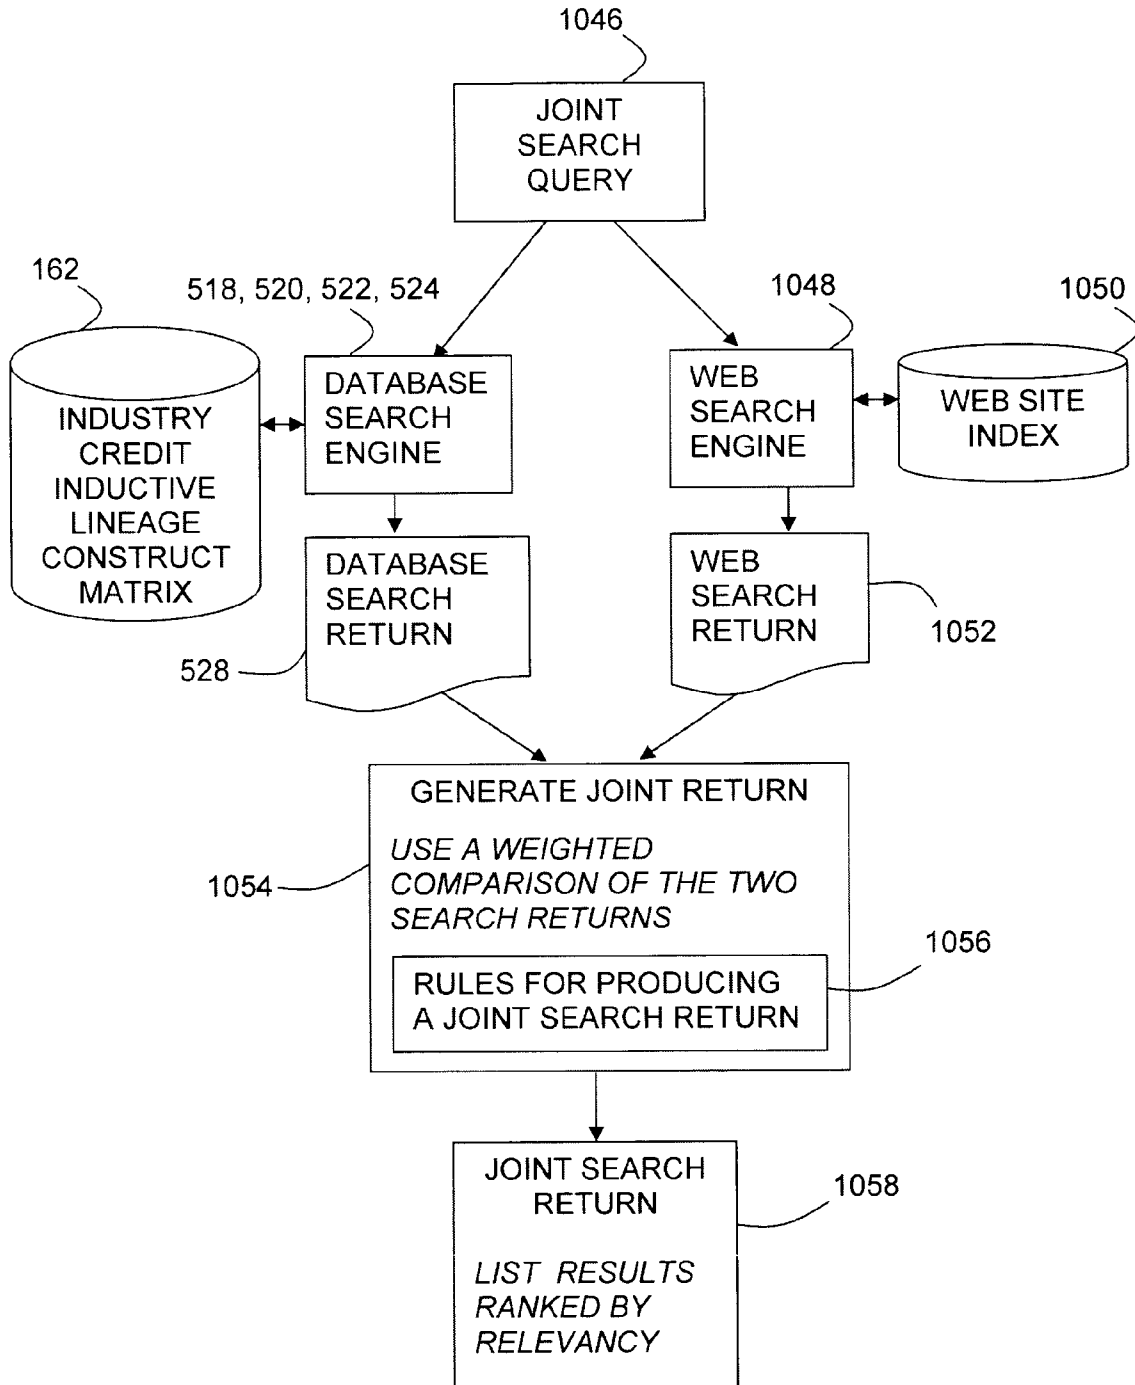 1046
JOINT
SEARCH
QUERY
162
518, 520, 522, 524
1048
1050
INDUSTRY
CREDIT
INDUCTIVE
LINEAGE
CONSTRUCT
MATRIX
DATABASE
SEARCH
ENGINE
WEB
SEARCH
ENGINE
WEB SITE
INDEX
DATABASE
SEARCH
RETURN
528
WEB
SEARCH
RETURN
1052
GENERATE JOINT RETURN
USE A WEIGHTED
COMPARISON OF THE TWO
SEARCH RETURNS
1054
1056
RULES FOR PRODUCING
A JOINT SEARCH RETURN
JOINT SEARCH
RETURN
1058
LIST RESULTS
RANKED BY
RELEVANCY